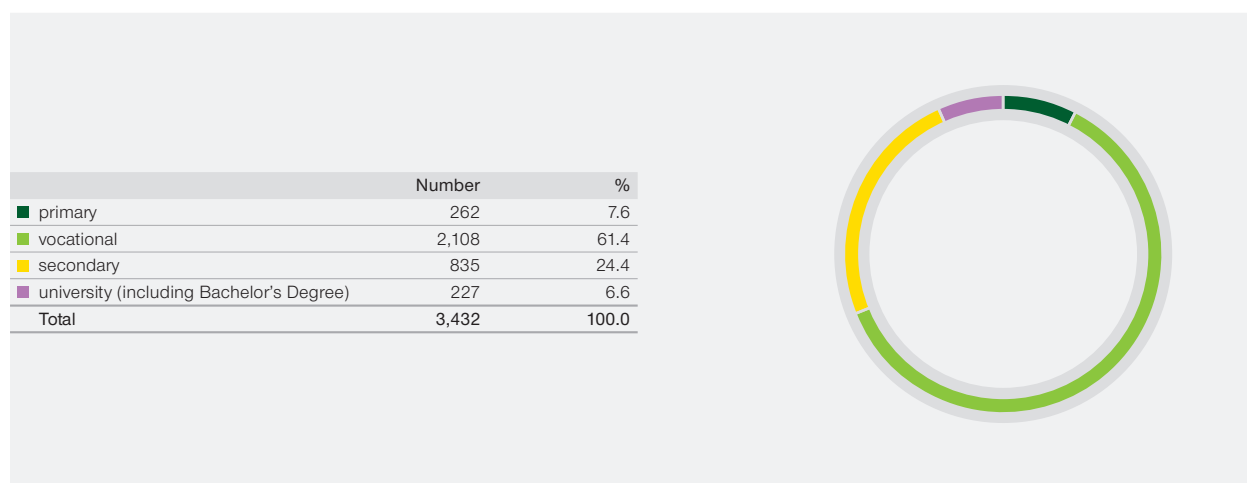 Number %
primary 262 7.6
vocational 2,108 61.4
secondary 835 24.4
university (including Bachelor’s Degree) 227 6.6
Total 3,432 100.0